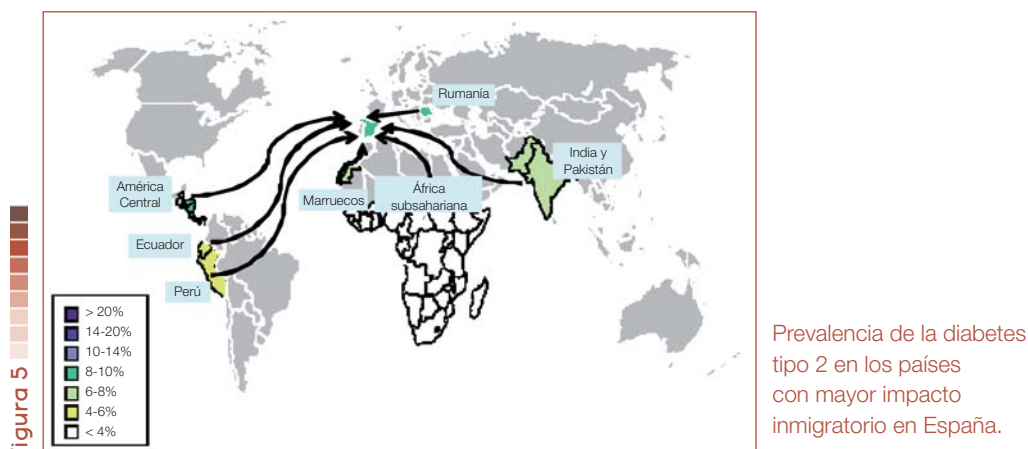 Rumanía
India y
Pakistán
América
Central
Marruecos
África
subsahariana
Ecuador
Perú
> 20%
14-20%
10-14%
8-10%
6-8%
4-6%
< 4%
igura 5
Prevalencia de la diabetes
tipo 2 en los países
con mayor impacto
inmigratorio en España.